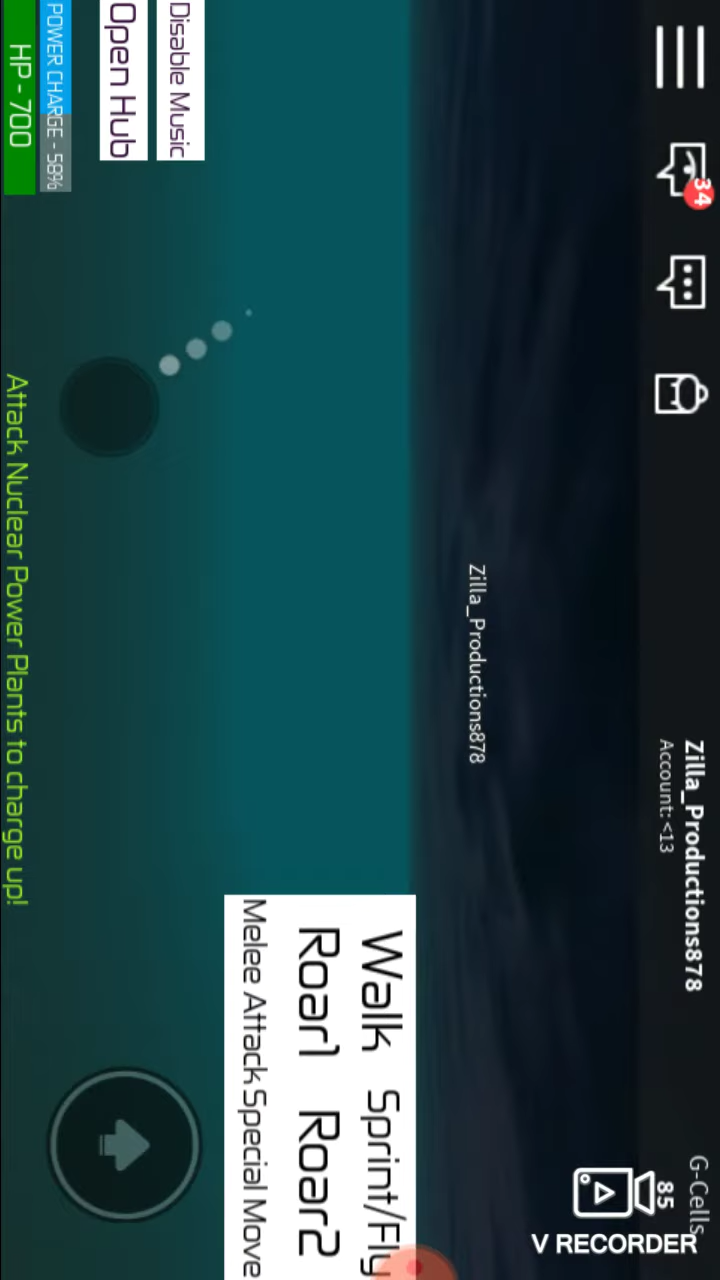 34
Zilla_Productions878
Account: <13
G-Cells
85
V RECORDER
Zilla_Productions878
Walk Sprint/Fly
Roar1 Roar2
Melee Attack Special Move
Disable Music
Open Hub
POWER CHARGE - 58%
HP - 700
Attack Nuclear Power Plants to charge up!